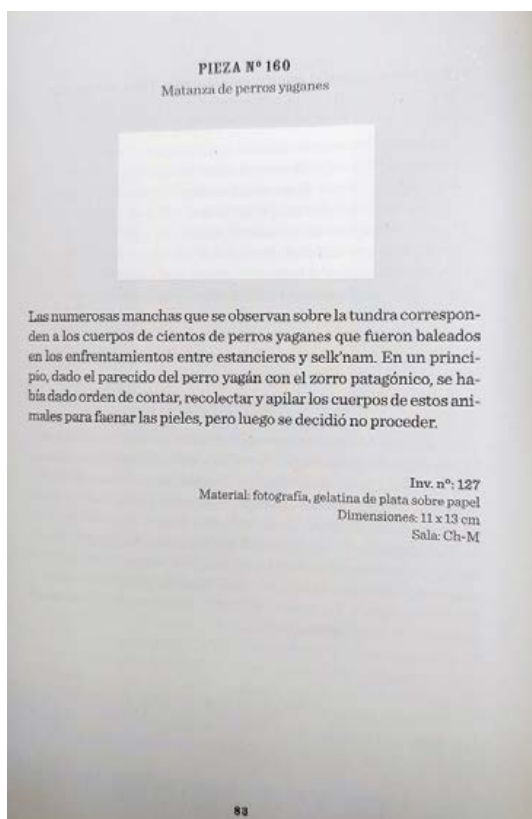 PIEZA Nº 160
Matanza de perros yaganes
Las numerosas manchas que se observan sobre la tundra correspon-
den a los cuerpos de cientos de perros yaganes que fueron baleados
en los enfrentamientos entre estancieros y selk’nam. En un princi-
pio, dado el parecido del perro yagán con el zorro patagónico, se ha-
bía dado orden de contar, recolectar y apilar los cuerpos de estos ani-
males para faenar las pieles, pero luego se decidió no proceder.
Inv. nº: 127
Material: fotografía, gelatina de plata sobre papel
Dimensiones: 11 x 13 cm
Sala: Ch-M
83